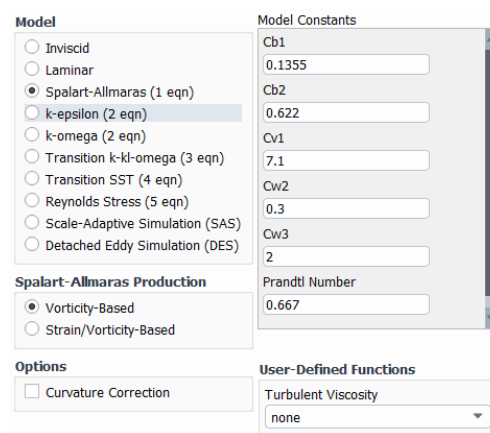 Model
Inviscid
Laminar
Spalart-Allmaras (1 eqn)
k-epsilon (2 eqn)
k-omega (2 eqn)
Transition k-kl-omega (3 eqn)
Transition SST (4 eqn)
Reynolds Stress (5 eqn)
Scale-Adaptive Simulation (SAS)
Detached Eddy Simulation (DES)
Spalart-Allmaras Production
Vorticity-Based
Strain/Vorticity-Based
Options
Curvature Correction
Model Constants
Cb1
0.1355
Cb2
0.622
Cv1
7.1
Cw2
0.3
Cw3
2
Prandtl Number
0.667
User-Defined Functions
Turbulent Viscosity
none